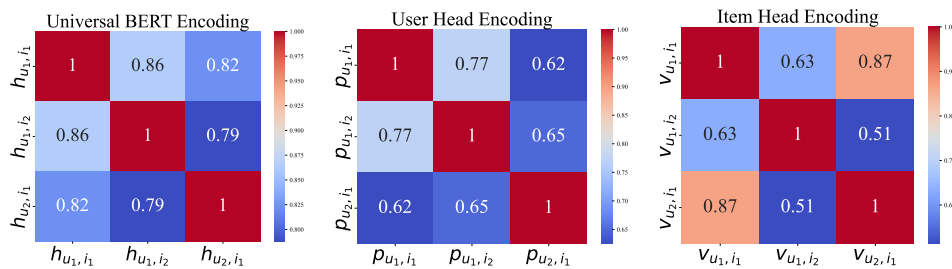 Universal BERT Encoding
h_{u_1, i_1}
h_{u_1, i_2}
h_{u_2, i_1}
1 0.86 0.82
0.86 1 0.79
0.82 0.79 1
h_{u_1, i_1} h_{u_1, i_2} h_{u_2, i_1}
1.000
0.975
0.950
0.925
0.900
0.875
0.850
0.825
0.800
User Head Encoding
p_{u_1, i_1}
p_{u_1, i_2}
p_{u_2, i_1}
1 0.77 0.62
0.77 1 0.65
0.62 0.65 1
p_{u_1, i_1} p_{u_1, i_2} p_{u_2, i_1}
1.00
0.95
0.90
0.85
0.80
0.75
0.70
0.65
Item Head Encoding
v_{u_1, i_1}
v_{u_1, i_2}
v_{u_2, i_1}
1 0.63 0.87
0.63 1 0.51
0.87 0.51 1
v_{u_1, i_1} v_{u_1, i_2} v_{u_2, i_1}